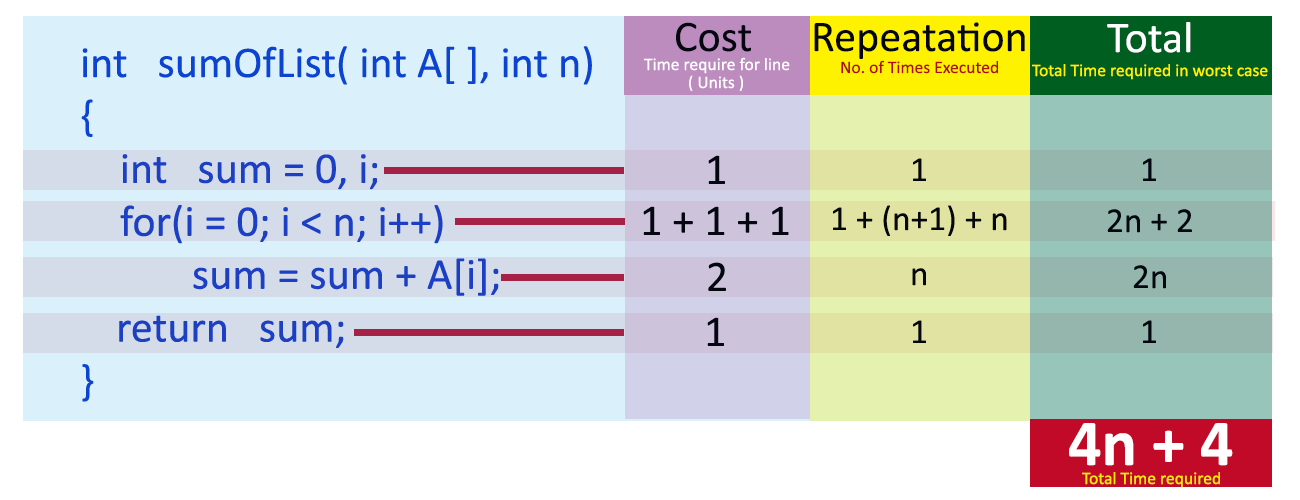 int sumOfList( int A[ ], int n)
{
int sum = 0, i;
for(i = 0; i < n; i++)
sum = sum + A[i];
return sum;
}
Cost
Time require for line
( Units )
1
1 + 1 + 1
2
1
Repeatation
No. of Times Executed
1
1 + (n+1) + n
n
1
Total
Total Time required in worst case
1
2n + 2
2n
1
4n + 4
Total Time required